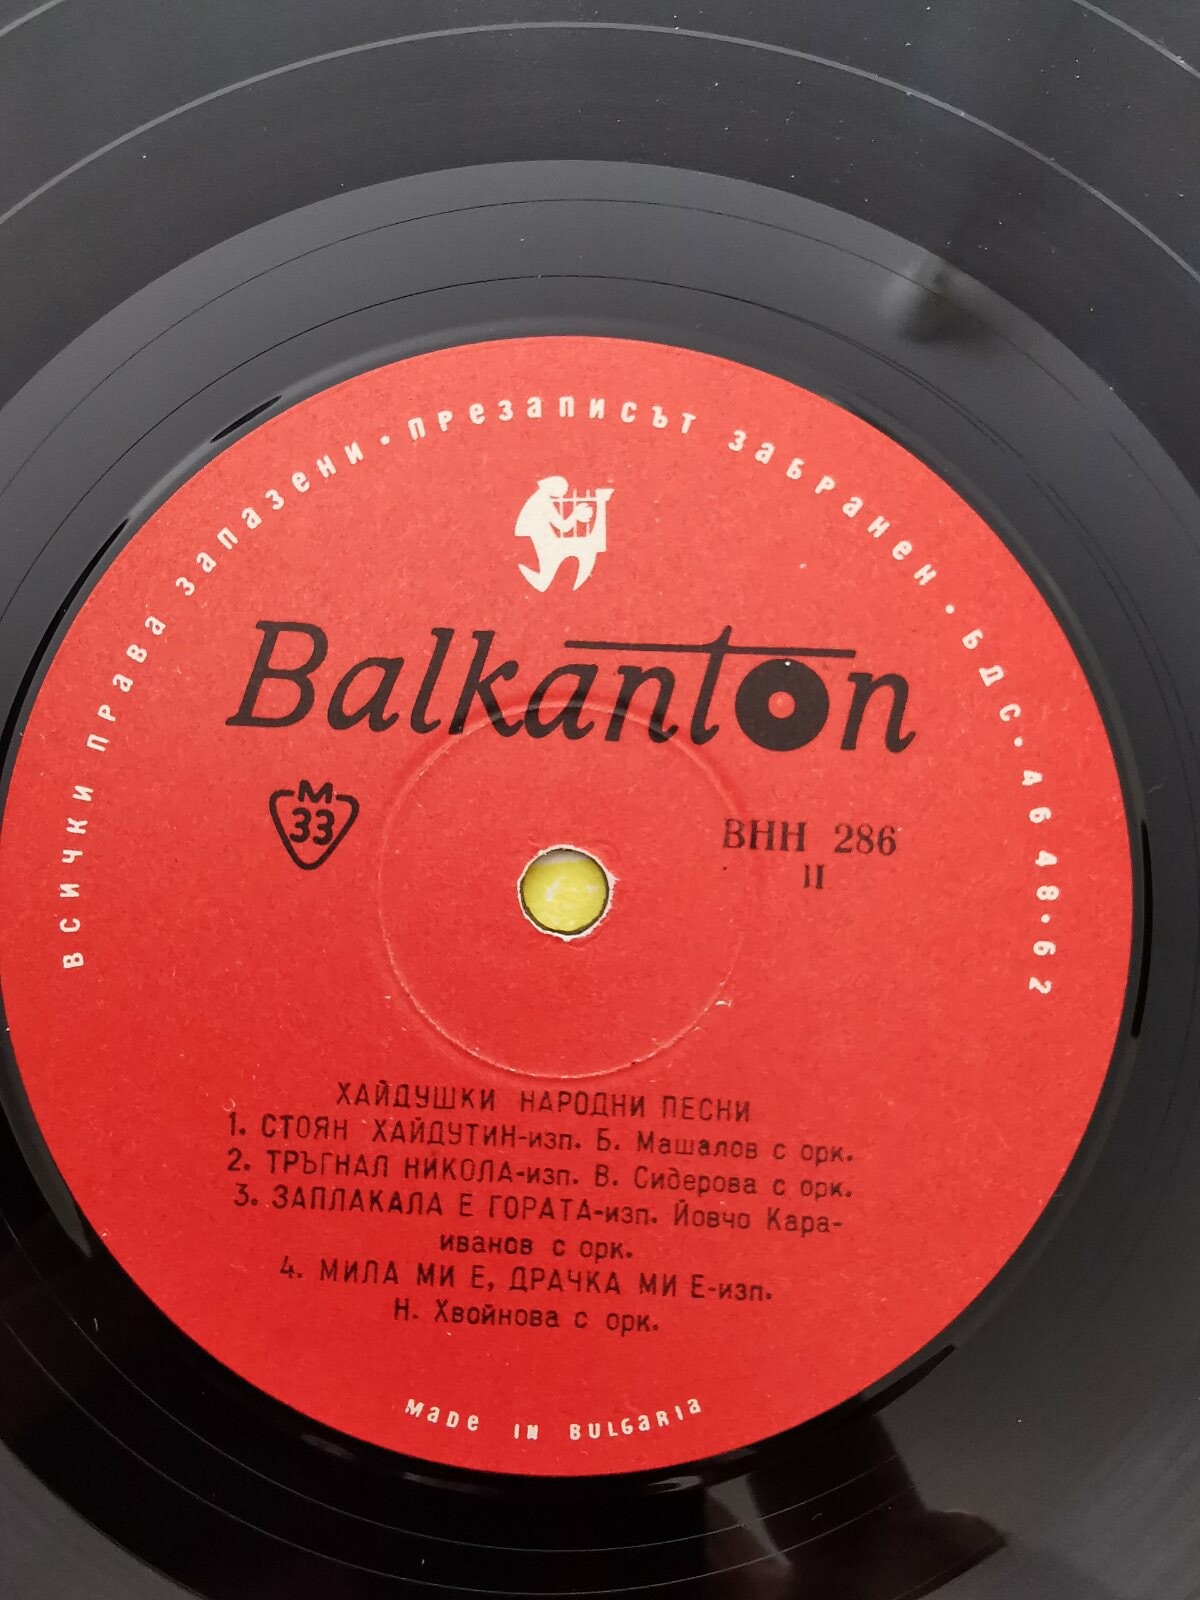 ВСИЧКИ ПРАВА ЗАПАЗЕНИ · ПРЕЗАПИСЪТ ЗАБРАНЕН · БДС · 46 48 · 62
Balkanton
M
33
ВНН 286
II
ХАЙДУШКИ НАРОДНИ ПЕСНИ
1. СТОЯН ХАЙДУТИН-изп. Б. Машалов с орк.
2. ТРЪГНАЛ НИКОЛА-изп. В. Сидерова с орк.
3. ЗАПЛАКАЛА Е ГОРАТА-изп. Йовчо Кара-
иванов с орк.
4. МИЛА МИ Е, ДРАЧКА МИ Е-изп.
Н. Хвойнова с орк.
MADE IN BULGARIA